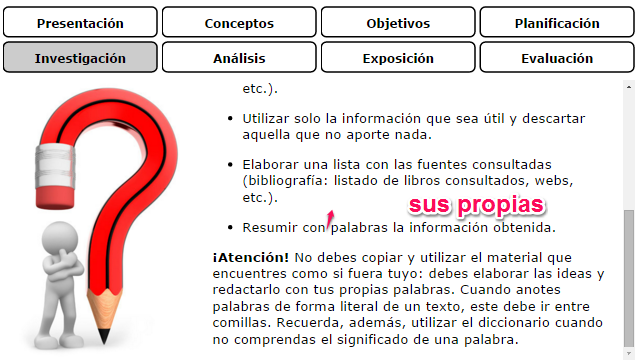 Presentación Conceptos Objetivos Planificación
Investigación Análisis Exposición Evaluación
etc.).
• Utilizar solo la información que sea útil y descartar
aquella que no aporte nada.
• Elaborar una lista con las fuentes consultadas
(bibliografía: listado de libros consultados, webs,
etc.).
sus propias
• Resumir con palabras la información obtenida.
¡Atención! No debes copiar y utilizar el material que
encuentres como si fuera tuyo: debes elaborar las ideas y
redactarlo con tus propias palabras. Cuando anotes
palabras de forma literal de un texto, este debe ir entre
comillas. Recuerda, además, utilizar el diccionario cuando
no comprendas el significado de una palabra.